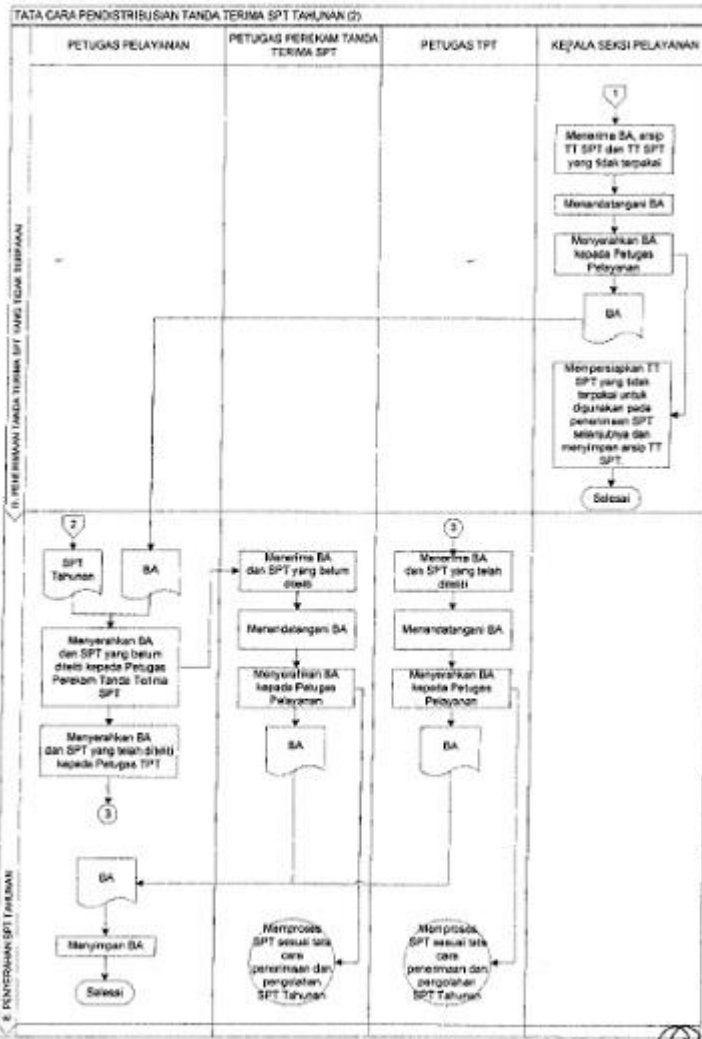 TATA CARA PENDISTRIBUSIAN TANDA TERIMA SPT TAHUNAN (2)
PETUGAS PELAYANAN
PETUGAS PEREKAM TANDA
TERIMA SPT
PETUGAS TPT
KEPALA SEKSI PELAYANAN
D. PENERIMAAN TANDA TERIMA SPT YANG TIDAK TERPAKAI
1
Menerima BA, arsip
TT SPT dan TT SPT
yang tidak terpakai
Menandatangani BA
Menyerahkan BA
kepada Petugas
Pelayanan
BA
Mempersiapkan TT
SPT yang tidak
terpakai untuk
digunakan pada
penerimaan SPT
selanjutnya dan
menyimpan arsip TT
SPT.
Selesai
E. PENYERAHAN SPT TAHUNAN
2
SPT
Tahunan
BA
Menyerahkan BA
dan SPT yang belum
diteliti kepada Petugas
Perekam Tanda Terima
SPT
Menyerahkan BA
dan SPT yang telah diteliti
kepada Petugas TPT
3
BA
Menyimpan BA
Selesai
Menerima BA
dan SPT yang belum
diteliti
Menandatangani BA
Menyerahkan BA
kepada Petugas
Pelayanan
BA
Memproses
SPT sesuai tata
cara
penerimaan dan
pengolahan
SPT Tahunan
3
Menerima BA
dan SPT yang telah
diteliti
Menandatangani BA
Menyerahkan BA
kepada Petugas
Pelayanan
BA
Memproses
SPT sesuai tata
cara
penerimaan dan
pengolahan
SPT Tahunan